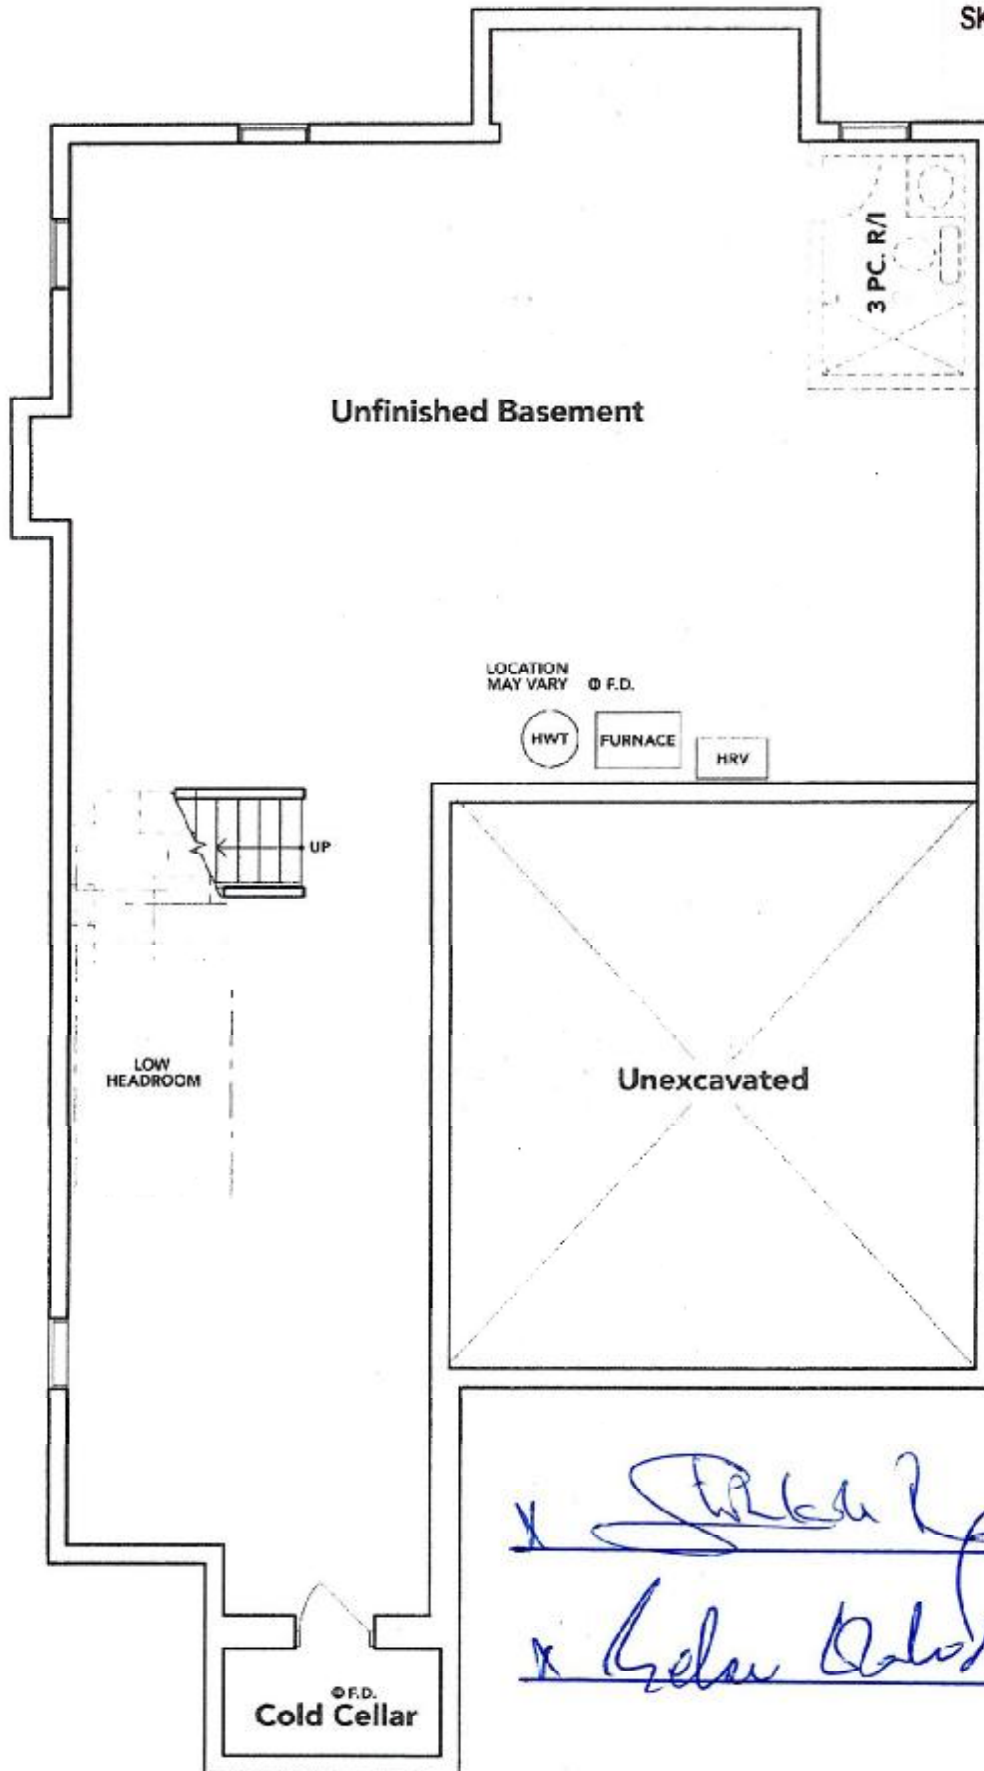 SK
3 PC. R/I
Unfinished Basement
LOCATION
MAY VARY
F.D.
HWT
FURNACE
HRV
UP
LOW
HEADROOM
Unexcavated
x
x
F.D.
Cold Cellar